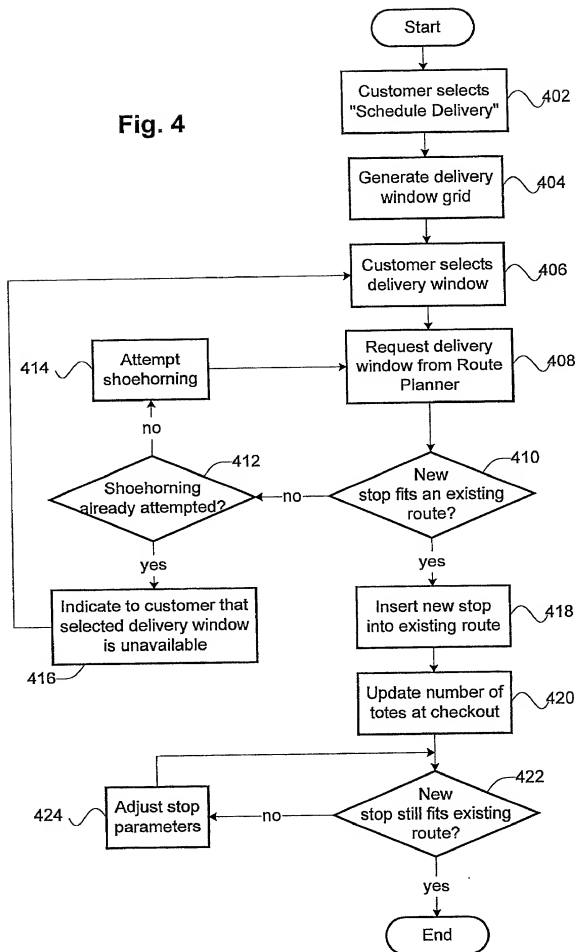 Start
Customer selects
"Schedule Delivery"
402
Fig. 4
Generate delivery
window grid
404
Customer selects
delivery window
406
414
Attempt
shoehorning
Request delivery
window from Route
Planner
408
no
412
Shoehorning
already attempted?
no
410
New
stop fits an existing
route?
yes
yes
Indicate to customer that
selected delivery window
is unavailable
416
Insert new stop
into existing route
418
Update number of
totes at checkout
420
422
424
Adjust stop
parameters
no
New
stop still fits existing
route?
yes
End